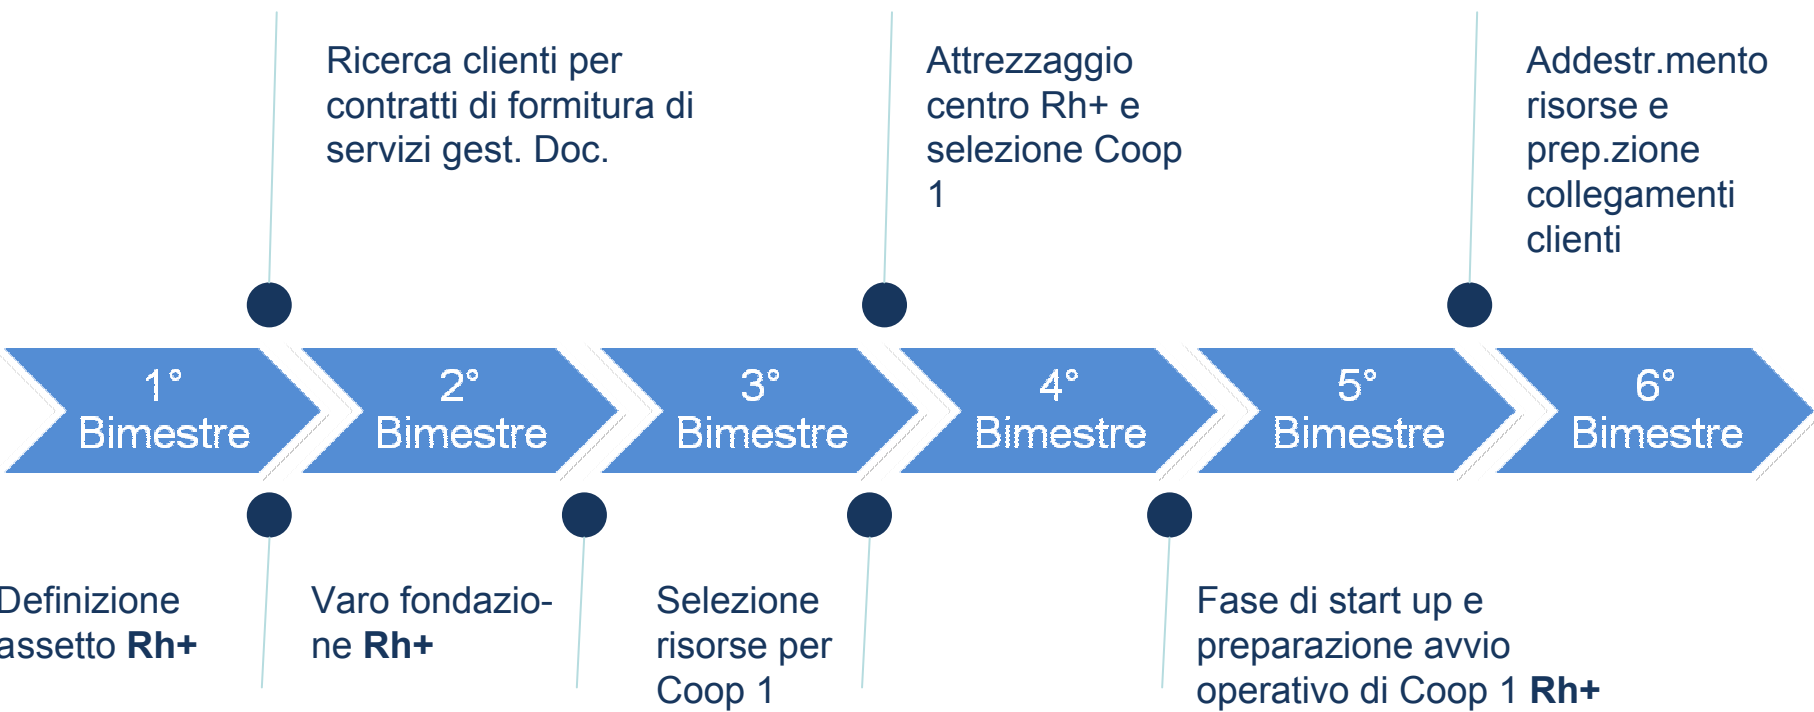 Ricerca clienti per
contratti di formitura di
servizi gest. Doc.
Attrezzaggio
centro Rh+ e
selezione Coop
1
Addestr.mento
risorse e
prep.zione
collegamenti
clienti
1°
Bimestre
2°
Bimestre
3°
Bimestre
4°
Bimestre
5°
Bimestre
6°
Bimestre
Definizione
assetto Rh+
Varo fondazio-
ne Rh+
Selezione
risorse per
Coop 1
Fase di start up e
preparazione avvio
operativo di Coop 1 Rh+